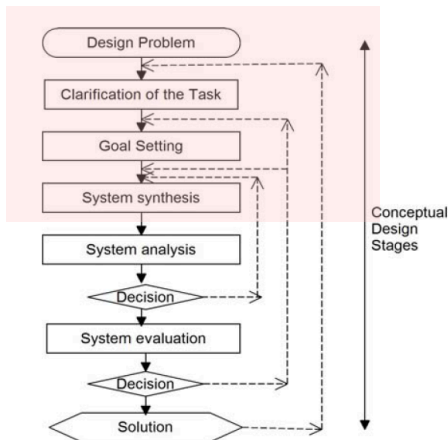 Design Problem
Clarification of the Task
Goal Setting
System synthesis
System analysis
Decision
System evaluation
Decision
Solution
Conceptual
Design
Stages